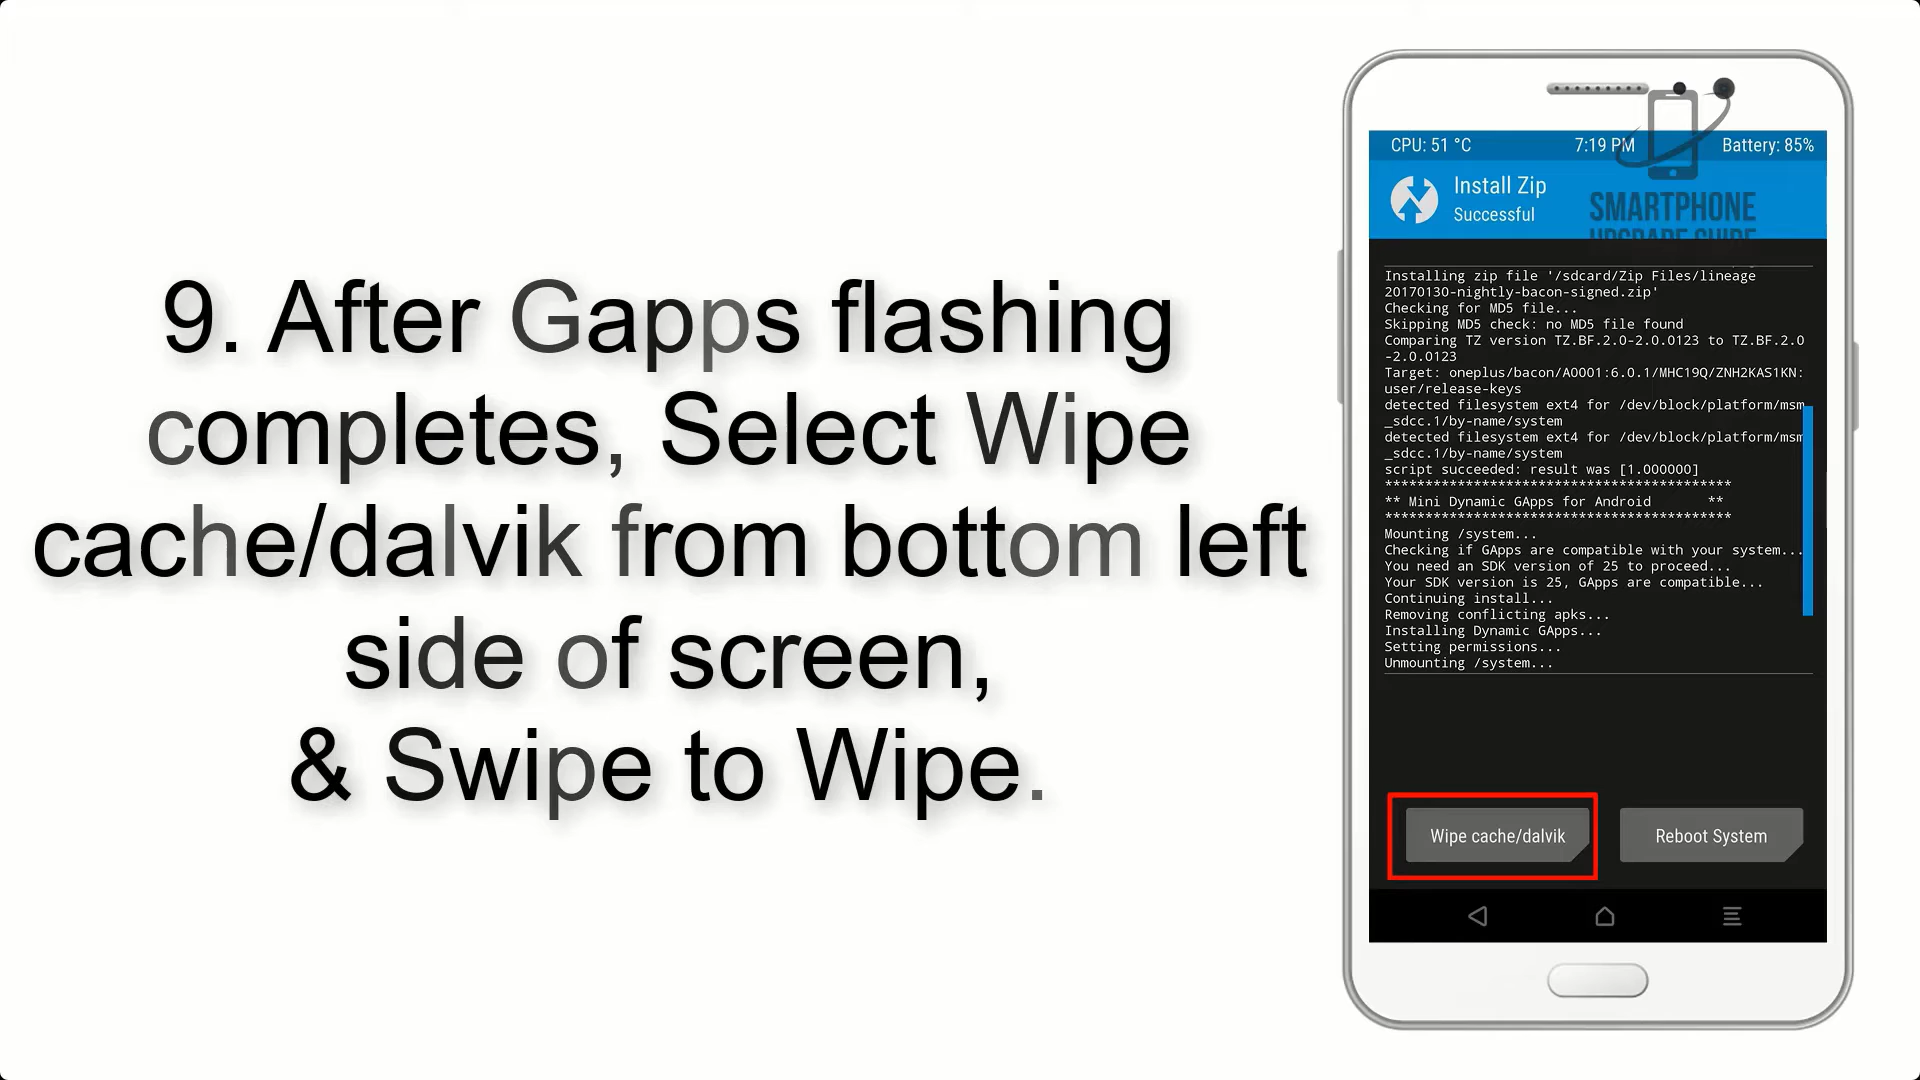 9. After Gapps flashing
completes, Select Wipe
cache/dalvik from bottom left
side of screen,
& Swipe to Wipe.
CPU: 51 °C 7:19 PM Battery: 85%
Install Zip
Successful
SMARTPHONE
UPGRADE GUIDE
Installing zip file '/sdcard/Zip Files/lineage
20170130-nightly-bacon-signed.zip'
Checking for MD5 file...
Skipping MD5 check: no MD5 file found
Comparing TZ version TZ.BF.2.0-2.0.0123 to TZ.BF.2.0
-2.0.0123
Target: oneplus/bacon/A0001:6.0.1/MHC19Q/ZNH2KAS1KN:
user/release-keys
detected filesystem ext4 for /dev/block/platform/msm
_sdcc.1/by-name/system
detected filesystem ext4 for /dev/block/platform/msm
_sdcc.1/by-name/system
script succeeded: result was [1.000000]
*******************************************
** Mini Dynamic GApps for Android **
*******************************************
Mounting /system...
Checking if GApps are compatible with your system...
You need an SDK version of 25 to proceed...
Your SDK version is 25, GApps are compatible...
Continuing install...
Removing conflicting apks...
Installing Dynamic GApps...
Setting permissions...
Unmounting /system...
Wipe cache/dalvik Reboot System